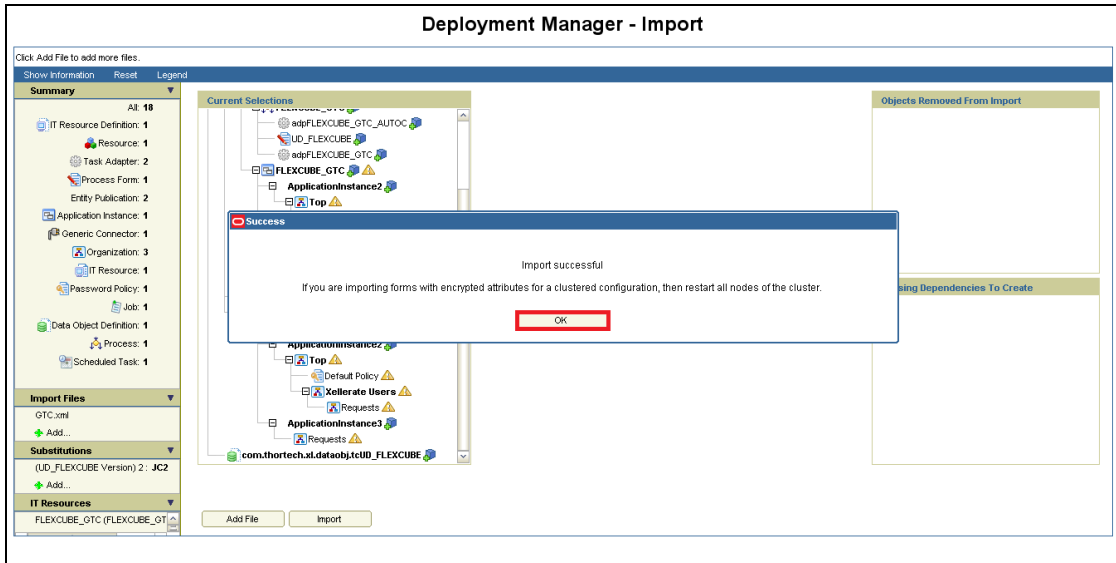 Deployment Manager - Import
Click Add File to add more files.
Show Information Reset Legend
Summary
All: 18
IT Resource Definition: 1
Resource: 1
Task Adapter: 2
Process Form: 1
Entity Publication: 2
Application Instance: 1
Generic Connector: 1
Organization: 3
IT Resource: 1
Password Policy: 1
Job: 1
Data Object Definition: 1
Process: 1
Scheduled Task: 1
Import Files
GTC.xml
Add...
Substitutions
(UD_FLEXCUBE Version) 2 : JC2
Add...
IT Resources
FLEXCUBE_GTC (FLEXCUBE_GT
Current Selections
adpFLEXCUBE_GTC_AUTOC
UD_FLEXCUBE
adpFLEXCUBE_GTC
FLEXCUBE_GTC
ApplicationInstance2
Top
Success
Import successful
If you are importing forms with encrypted attributes for a clustered configuration, then restart all nodes of the cluster.
OK
ApplicationInstance2
Top
Default Policy
Xellerate Users
Requests
ApplicationInstance3
Requests
com.thortech.xl.dataobj.tcUD_FLEXCUBE
Add File Import
Objects Removed From Import
sing Dependencies To Create